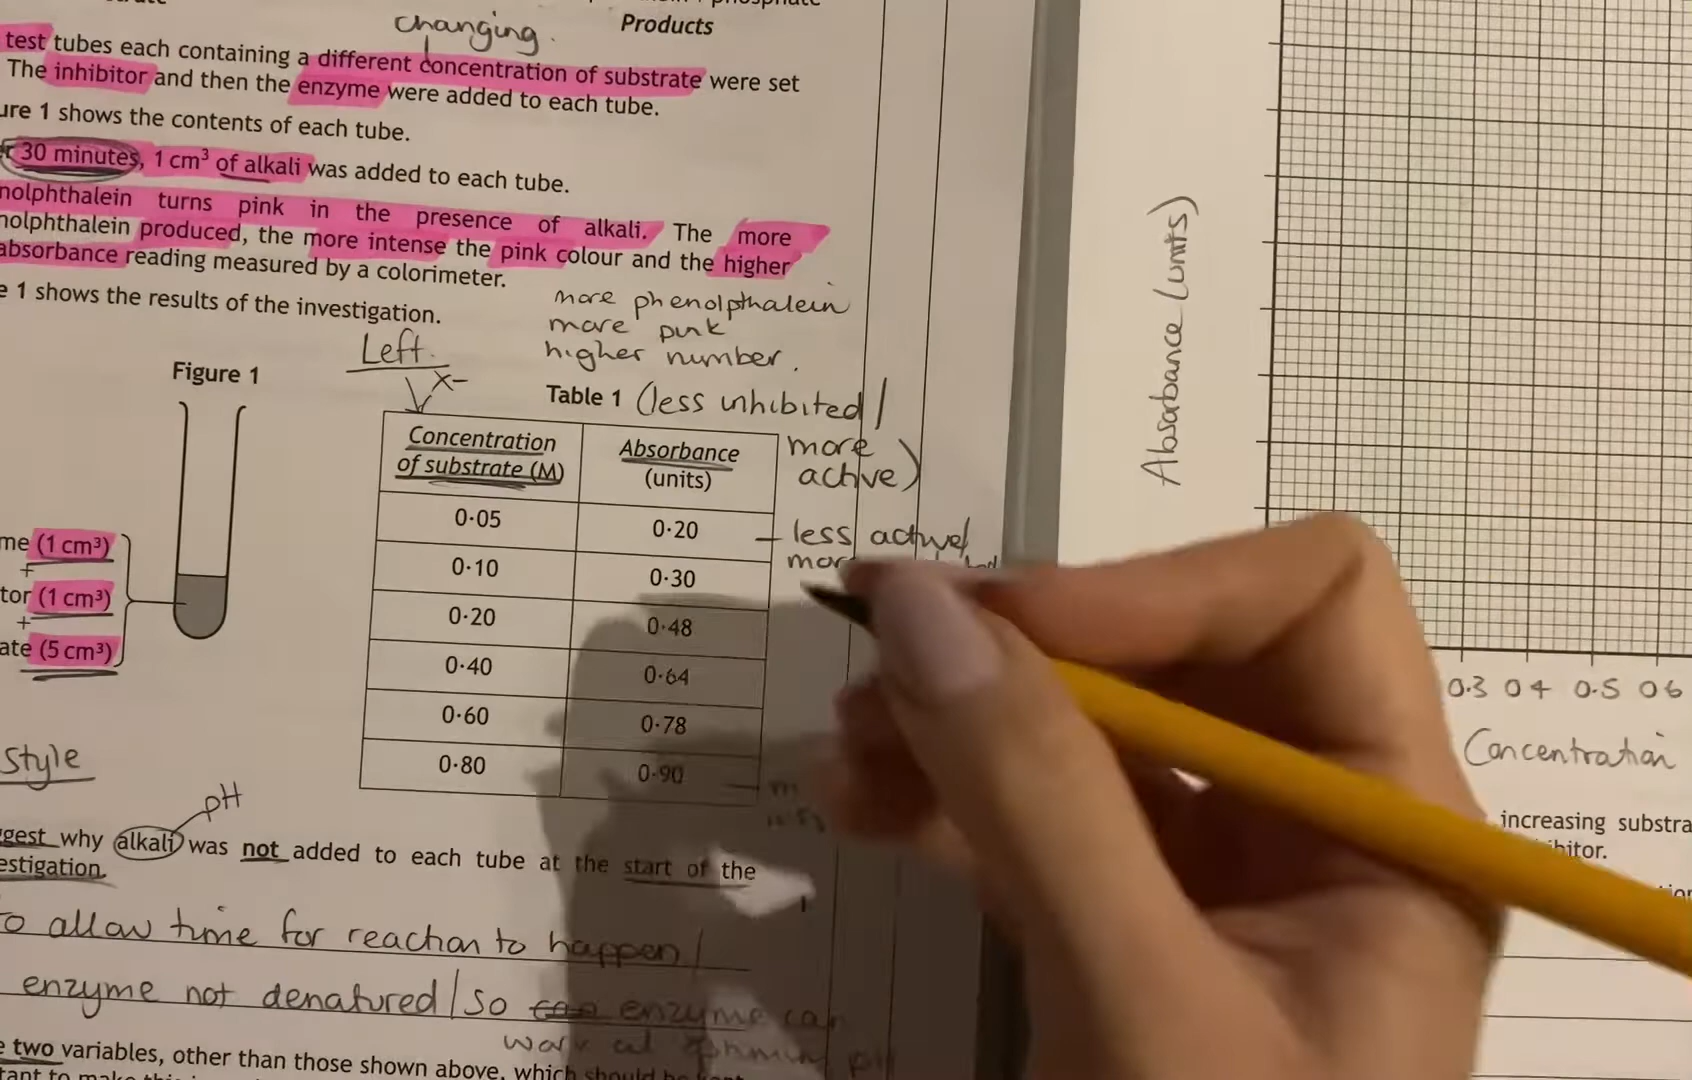 changing.
Products
test tubes each containing a different concentration of substrate were set
The inhibitor and then the enzyme were added to each tube.
ure 1 shows the contents of each tube.
r 30 minutes, 1 cm³ of alkali was added to each tube.
nolphthalein turns pink in the presence of alkali. The more
nolphthalein produced, the more intense the pink colour and the higher
absorbance reading measured by a colorimeter.
e 1 shows the results of the investigation.
more phenolpthalein
more pink
higher number.
Left.
x-
Figure 1
Table 1 (less inhibited/
more
active)
Concentration of substrate (M)
Absorbance (units)
0·05 0·20
less active/
0·10 0·30
0·20 0·48
0·40 0·64
0·60 0·78
0·80 0·90
me (1 cm³)
+
tor (1 cm³)
+
ate (5 cm³)
Style
pH
gest why alkali was not added to each tube at the start of the
estigation.
to allow time for reaction to happen/
enzyme not denatured/so enzyme can
work at optimum pH
e two variables, other than those shown above, which should be kept
Absorbance (units)
0.3 0.4 0.5 0.6
Concentration
increasing substra
bitor.